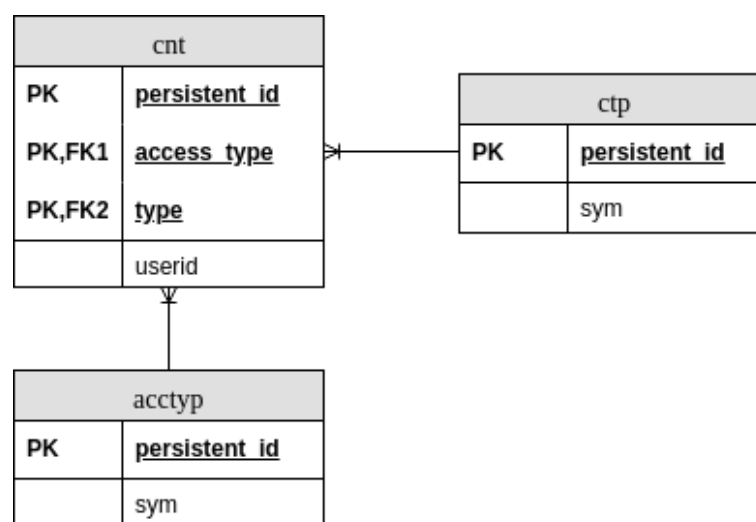 cnt
PK persistent_id
PK,FK1 access_type
PK,FK2 type
userid
ctp
PK persistent_id
sym
acctyp
PK persistent_id
sym